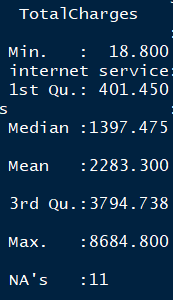 TotalCharges
Min. : 18.800
internet service:
1st Qu.: 401.450
s
Median :1397.475
Mean :2283.300
3rd Qu.:3794.738
Max. :8684.800
NA's :11